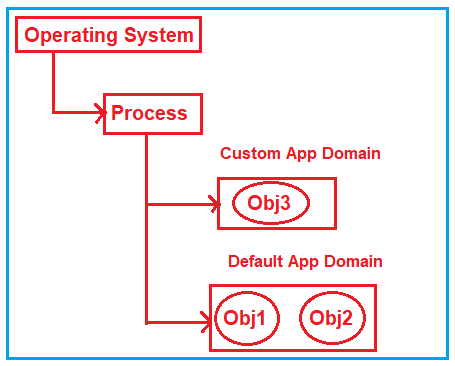 Operating System
Process
Custom App Domain
Obj3
Default App Domain
Obj1 Obj2